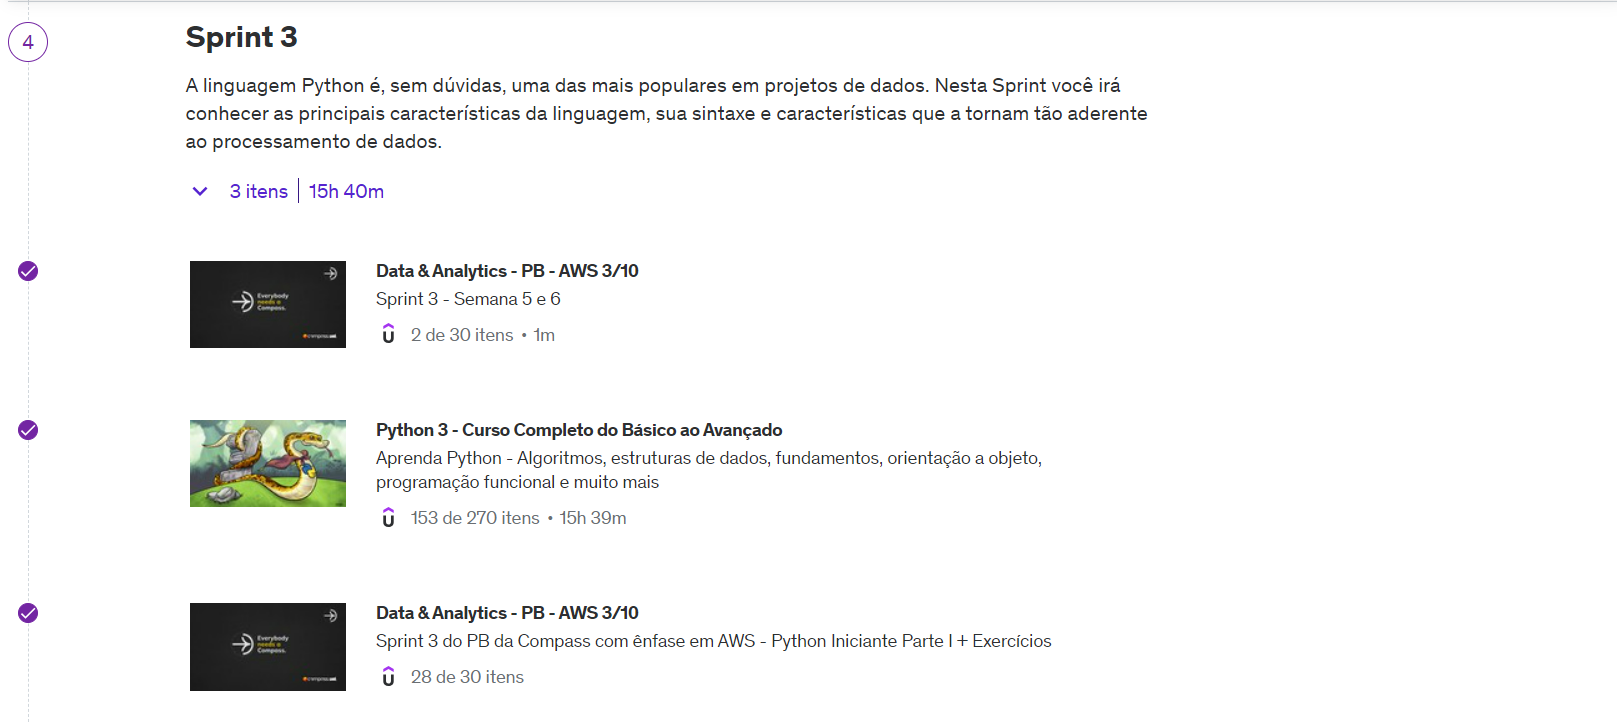 4
Sprint 3
A linguagem Python é, sem dúvidas, uma das mais populares em projetos de dados. Nesta Sprint você irá
conhecer as principais características da linguagem, sua sintaxe e características que a tornam tão aderente
ao processamento de dados.
3 itens | 15h 40m
Everybody
needs a
Compass.
Data & Analytics - PB - AWS 3/10
Sprint 3 - Semana 5 e 6
2 de 30 itens • 1m
Python 3 - Curso Completo do Básico ao Avançado
Aprenda Python - Algoritmos, estruturas de dados, fundamentos, orientação a objeto,
programação funcional e muito mais
153 de 270 itens • 15h 39m
Everybody
needs a
Compass.
Data & Analytics - PB - AWS 3/10
Sprint 3 do PB da Compass com ênfase em AWS - Python Iniciante Parte I + Exercícios
28 de 30 itens